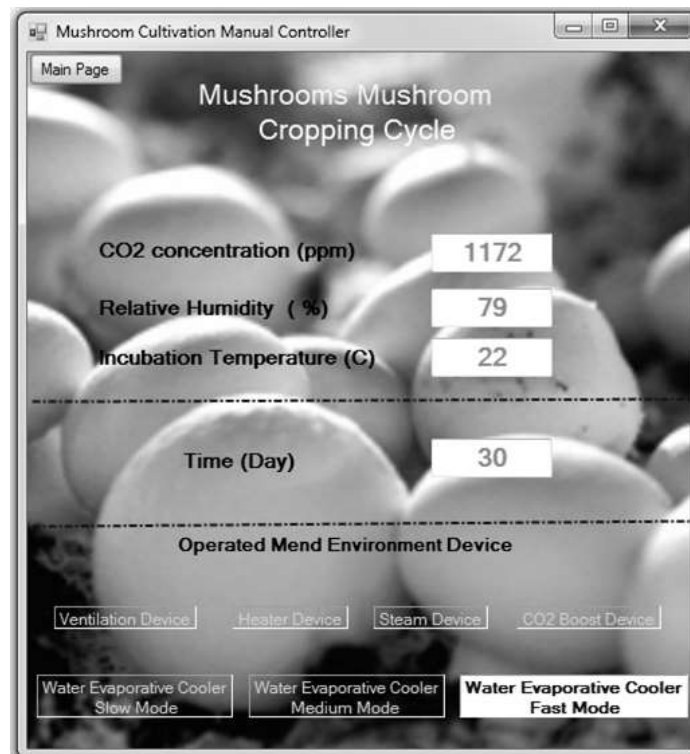 Mushroom Cultivation Manual Controller
Main Page
Mushrooms Mushroom
Cropping Cycle
CO2 concentration (ppm) 1172
Relative Humidity ( %) 79
Incubation Temperature (C) 22
Time (Day) 30
Operated Mend Environment Device
Ventilation Device Heater Device Steam Device CO2 Boost Device
Water Evaporative Cooler Water Evaporative Cooler Water Evaporative Cooler
Slow Mode Medium Mode Fast Mode